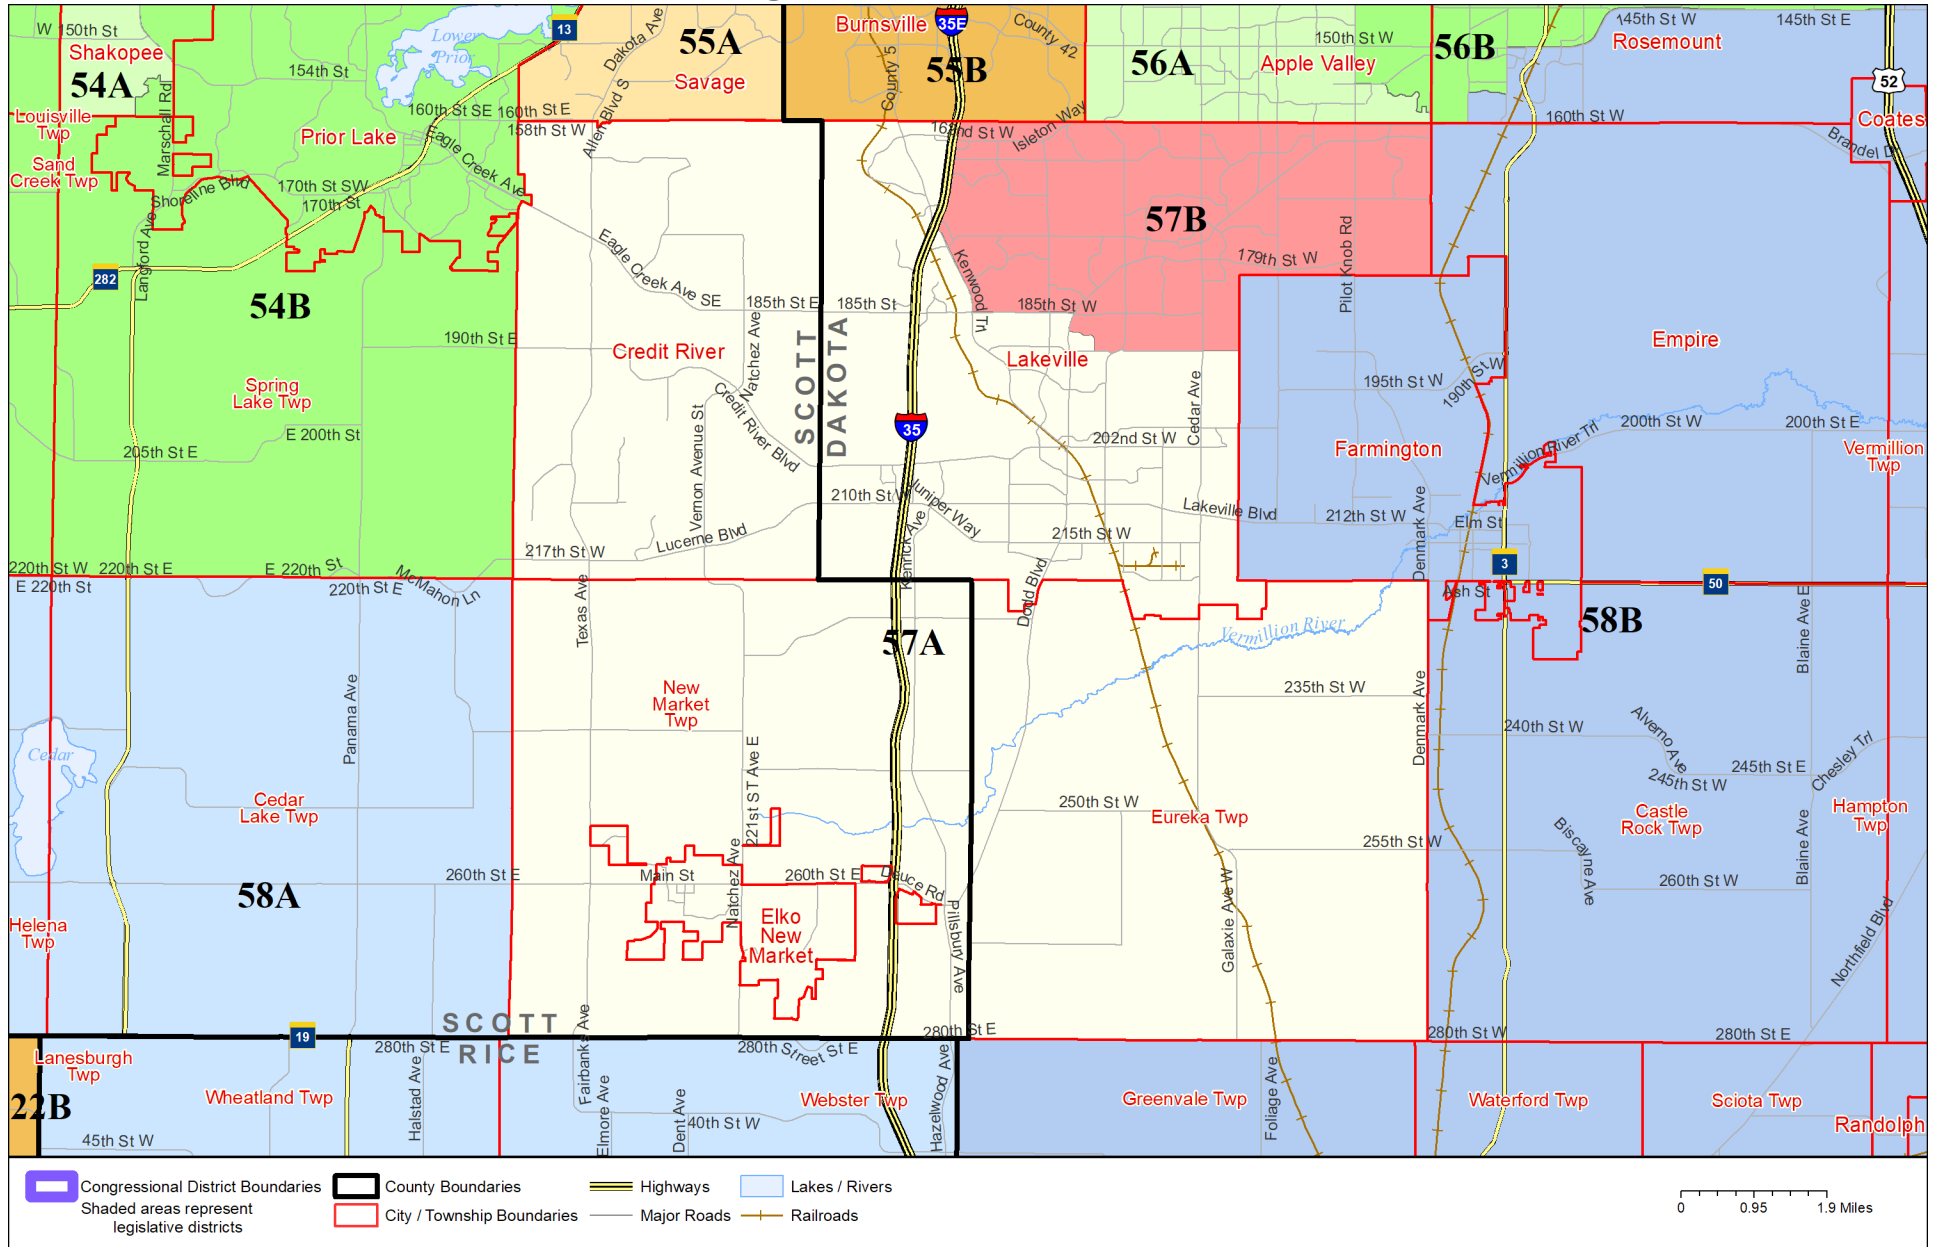 W 150th St
Shakopee
54A
Louisville
Twp
Sand
Creek Twp
Marschall Rd
154th St
Lower
Prior
13
Prior Lake
160th St SE
160th St E
158th St W
Eagle Creek Ave
170th St SW
170th St
Shoreline Blvd
Langford Ave
282
54B
190th St E
Spring
Lake Twp
E 200th St
205th St E
220th St W
220th St E
E 220th St
E 220th St
220th St E
McMahon Ln
55A
Savage
Dakota Ave
Allen Blvd S
Burnsville
35E
County 42
County 5
55B
162nd St W
Isleton Way
56A
150th St W
Apple Valley
56B
145th St W
145th St E
Rosemount
52
160th St W
Coates
Brandel Dr
57B
179th St W
Pilot Knob Rd
Kenwood Trl
185th St W
Eagle Creek Ave SE
185th St E
185th St
Natchez Ave
Credit River
SCOTT
DAKOTA
Lakeville
Credit River Blvd
Vernon Avenue St
35
202nd St W
Cedar Ave
210th St W
Juniper Way
Kenrick Ave
Lucerne Blvd
217th St W
215th St W
Lakeville Blvd
Dodd Blvd
Empire
195th St W
190th St W
Farmington
Vermillion River Trl
200th St W
200th St E
Vermillion
Twp
212th St W
Denmark Ave
Elm St
3
50
Ash St
58B
Blaine Ave E
57A
Texas Ave
New
Market
Twp
Vermillion River
235th St W
Denmark Ave
240th St W
Alverno Ave
245th St W
245th St E
Chesley Trl
Cedar
Panama Ave
Cedar
Lake Twp
221st ST Ave E
250th St W
Eureka Twp
255th St W
Castle
Rock Twp
Hampton
Twp
Biscayne Ave
Blaine Ave
260th St W
58A
260th St E
Main St
Natchez Ave
260th St E
Deuce Rd
Elko
New
Market
Pillsbury Ave
Galaxie Ave W
Northfield Blvd
Helena
Twp
SCOTT
RICE
19
280th St E
Fairbanks Ave
280th Street St E
280th St E
280th St W
280th St E
Lanesburgh
Twp
22B
Wheatland Twp
45th St W
Halstad Ave
Elmore Ave
Dent Ave
40th St W
Webster Twp
Hazelwood Ave
Greenvale Twp
Foliage Ave
Waterford Twp
Sciota Twp
Randolph
Congressional District Boundaries
Shaded areas represent
legislative districts
County Boundaries
City / Township Boundaries
Highways
Major Roads
Lakes / Rivers
Railroads
0 0.95 1.9 Miles